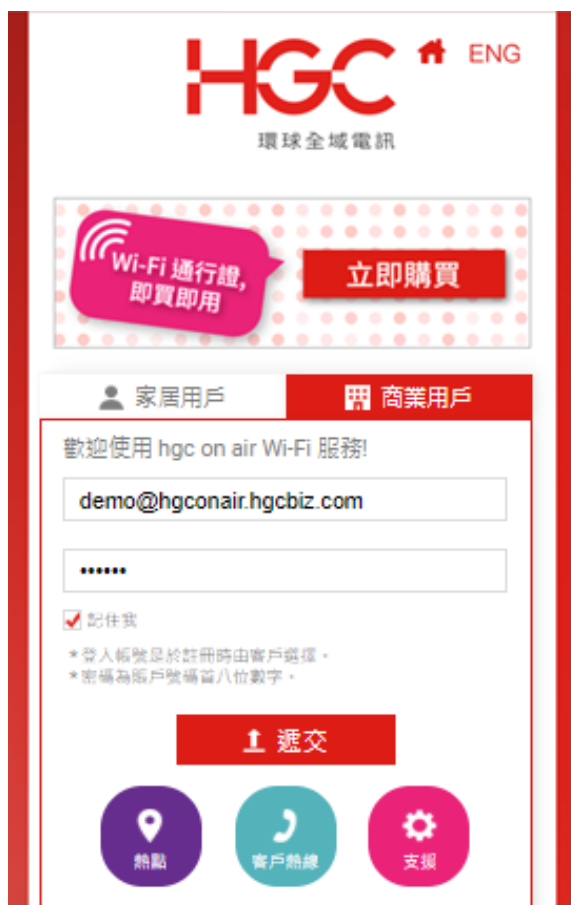 HGC
ENG
環球全域電訊
Wi-Fi 通行證,
即買即用
立即購買
家居用戶
商業用戶
歡迎使用 hgc on air Wi-Fi 服務!
demo@hgconair.hgcbiz.com
••••••
記住我
*登入帳號是於註冊時由客戶選擇。
*密碼為賬戶號碼首八位數字。
遞交
熱點
客戶熱線
支援